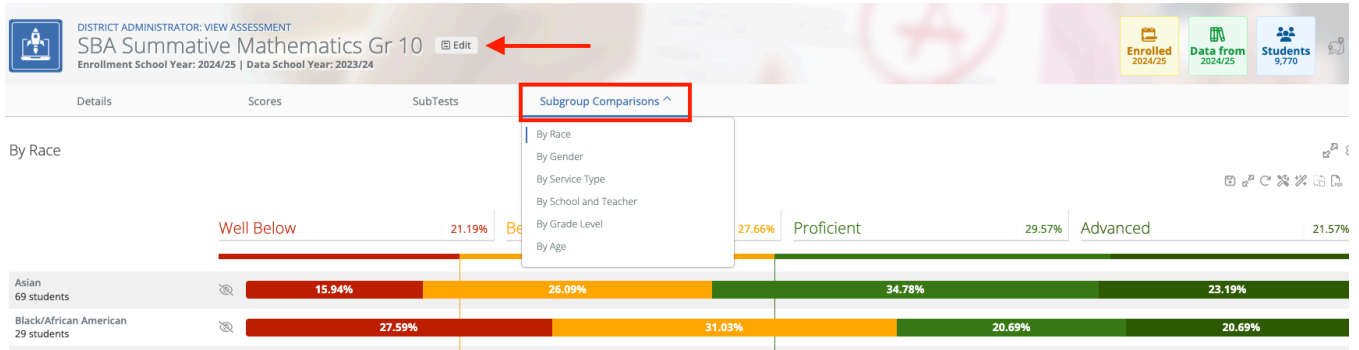 DISTRICT ADMINISTRATOR: VIEW ASSESSMENT
SBA Summative Mathematics Gr 10 Edit
Enrollment School Year: 2024/25 | Data School Year: 2023/24
Enrolled
2024/25
Data from
2024/25
Students
9,770
Details Scores SubTests Subgroup Comparisons
By Race
By Gender
By Service Type
By School and Teacher
By Grade Level
By Age
By Race
Well Below 21.19% Be 27.66% Proficient 29.57% Advanced 21.57%
Asian
69 students
15.94% 26.09% 34.78% 23.19%
Black/African American
29 students
27.59% 31.03% 20.69% 20.69%